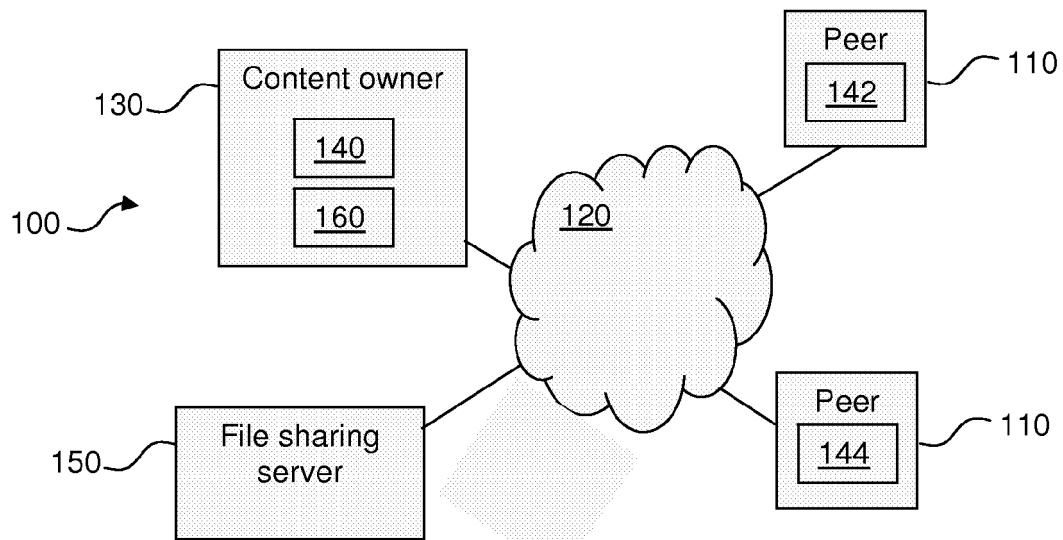 Peer
110
142
Content owner
130
140
160
100
120
Peer
110
144
File sharing
server
150